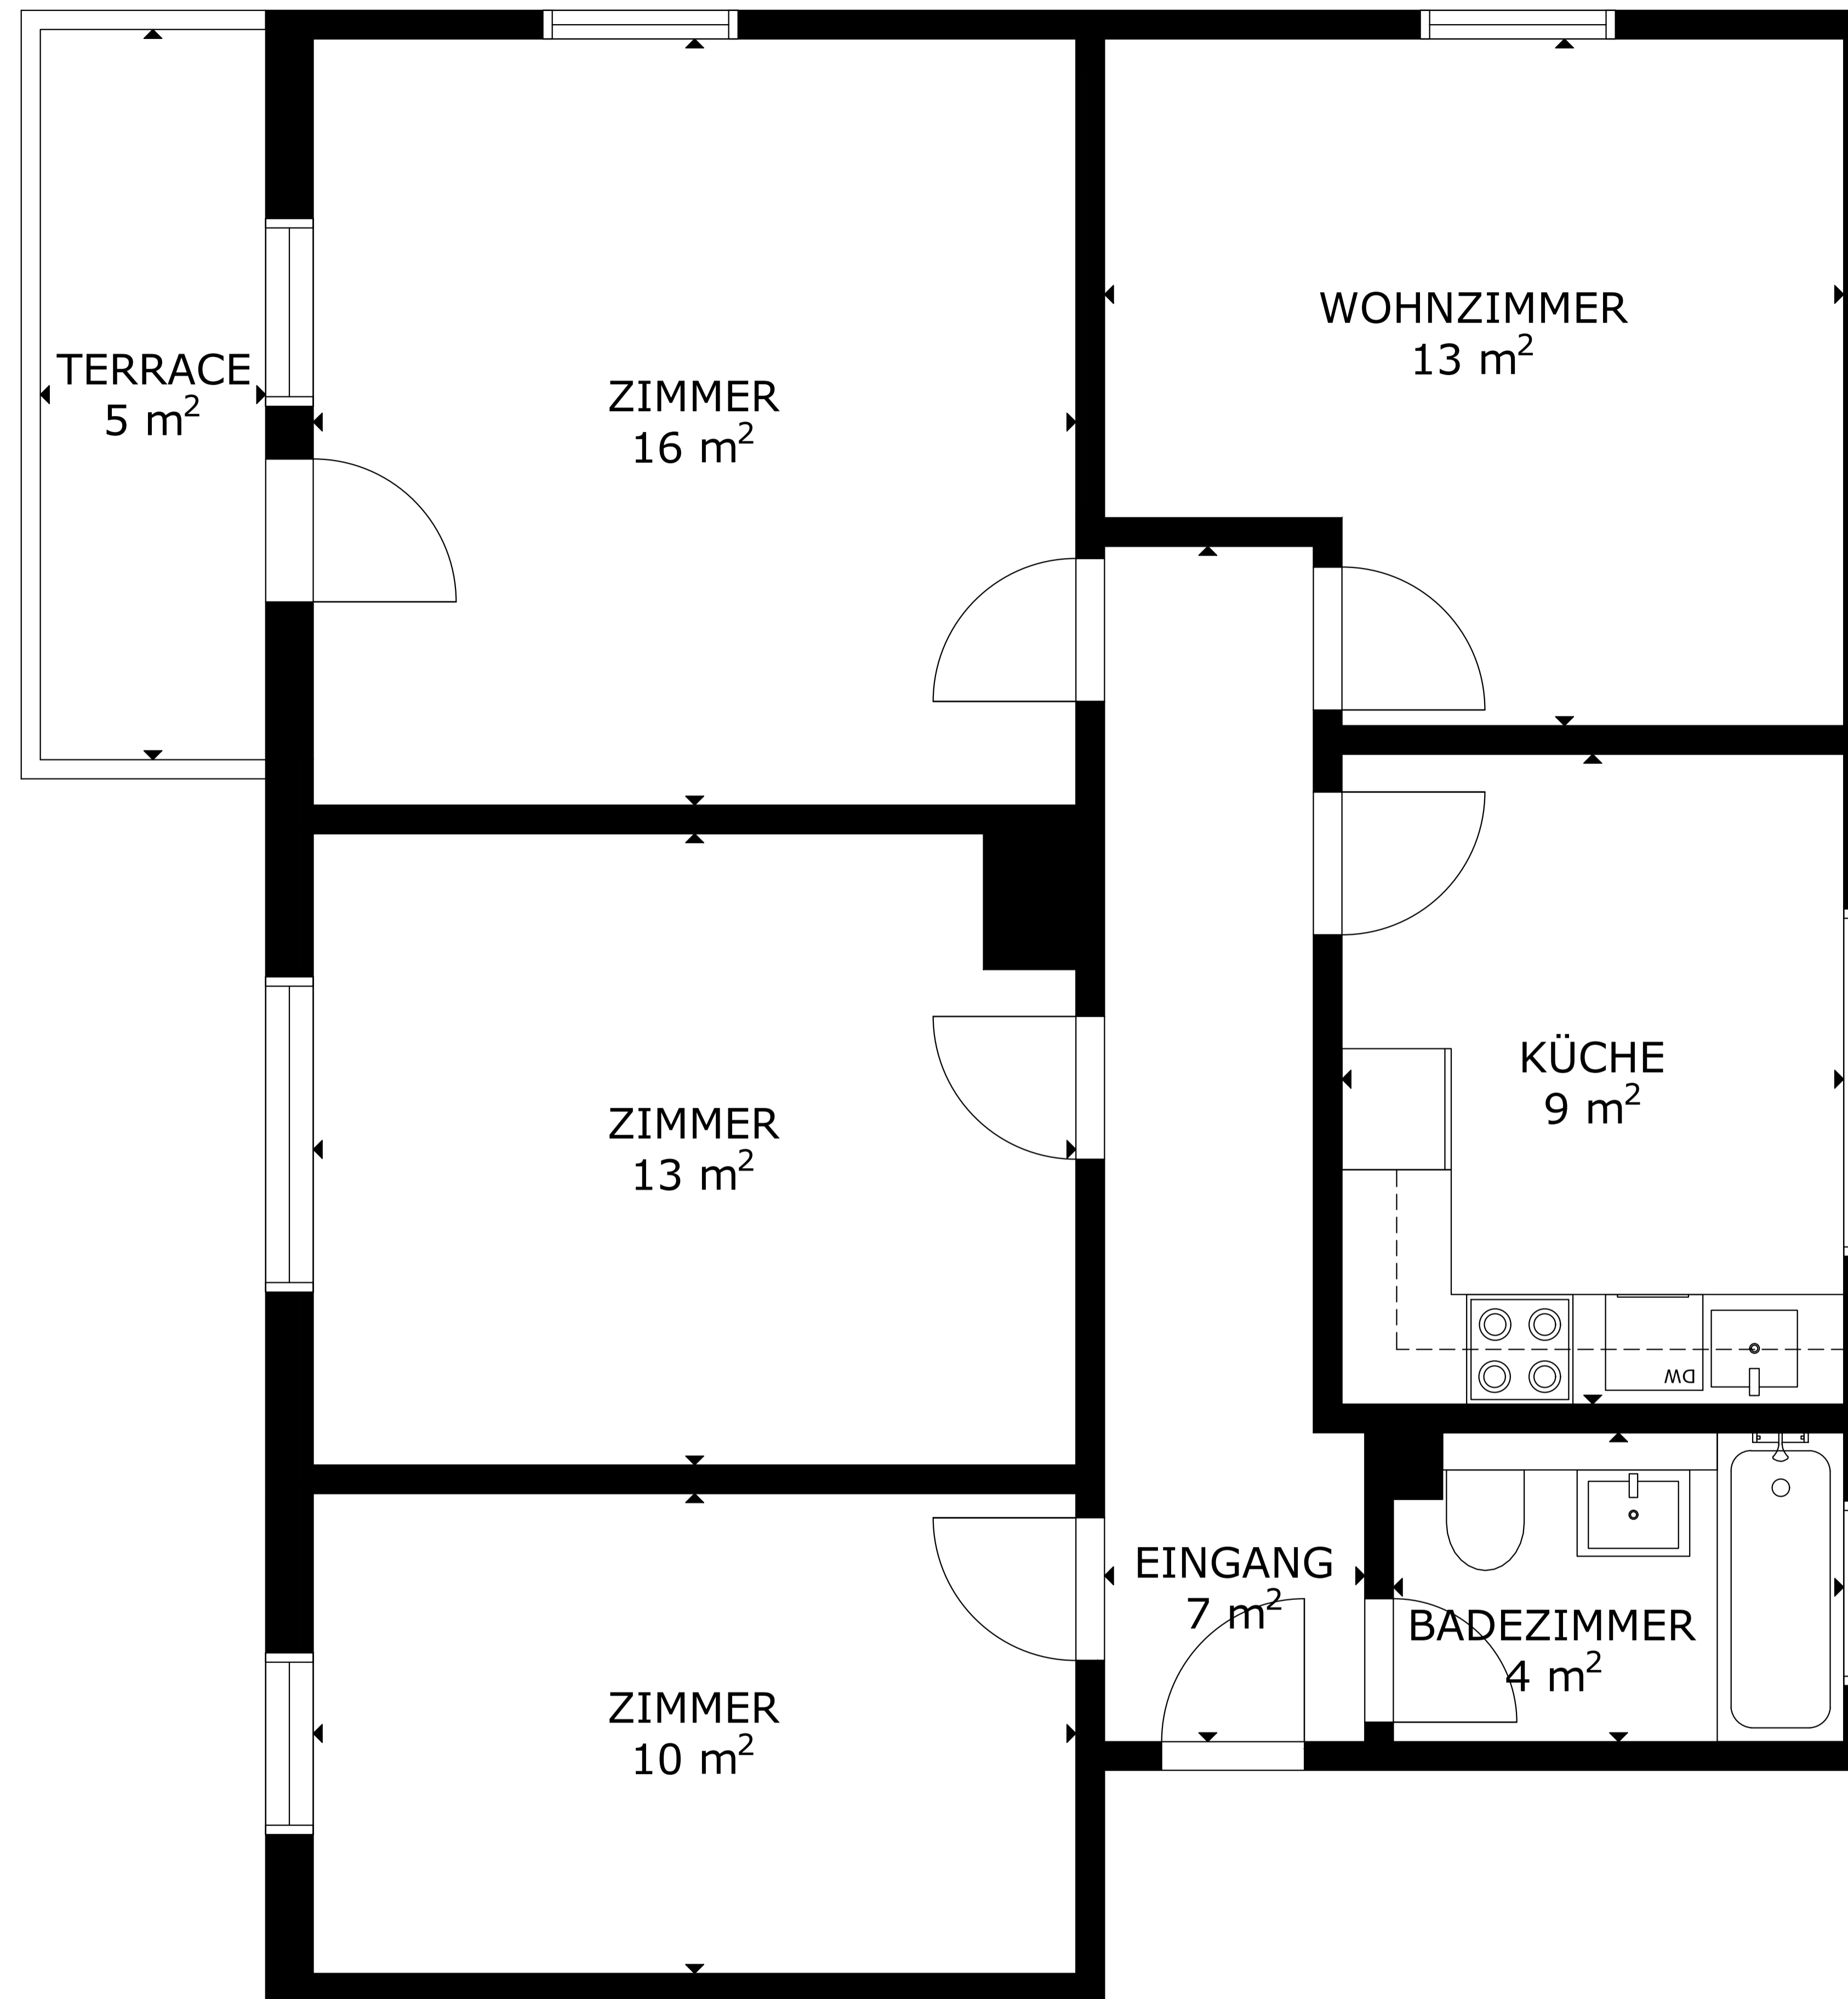 WOHNZIMMER
13 m²
TERRACE
5 m²
ZIMMER
16 m²
KÜCHE
9 m²
ZIMMER
13 m²
DW
EINGANG
7 m²
BADEZIMMER
4 m²
ZIMMER
10 m²